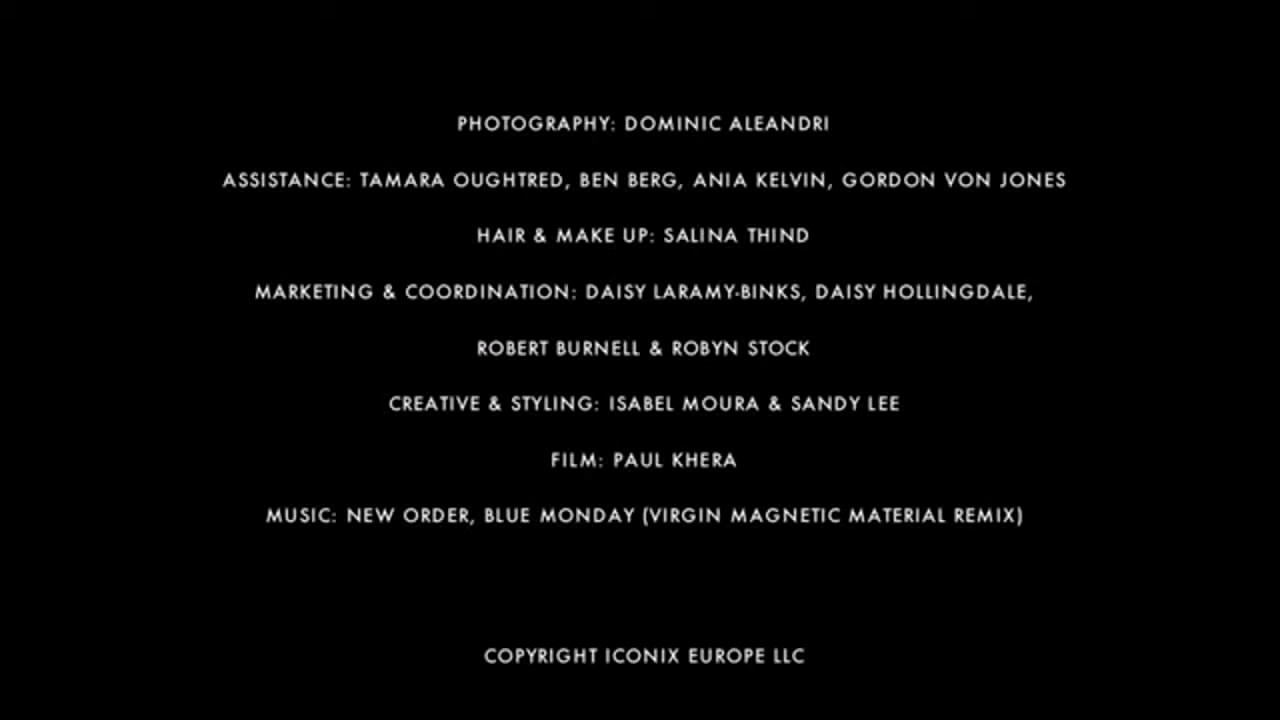 PHOTOGRAPHY: DOMINIC ALEANDRI
ASSISTANCE: TAMARA OUGHTRED, BEN BERG, ANIA KELVIN, GORDON VON JONES
HAIR & MAKE UP: SALINA THIND
MARKETING & COORDINATION: DAISY LARAMY-BINKS, DAISY HOLLINGDALE,
ROBERT BURNELL & ROBYN STOCK
CREATIVE & STYLING: ISABEL MOURA & SANDY LEE
FILM: PAUL KHERA
MUSIC: NEW ORDER, BLUE MONDAY (VIRGIN MAGNETIC MATERIAL REMIX)
COPYRIGHT ICONIX EUROPE LLC